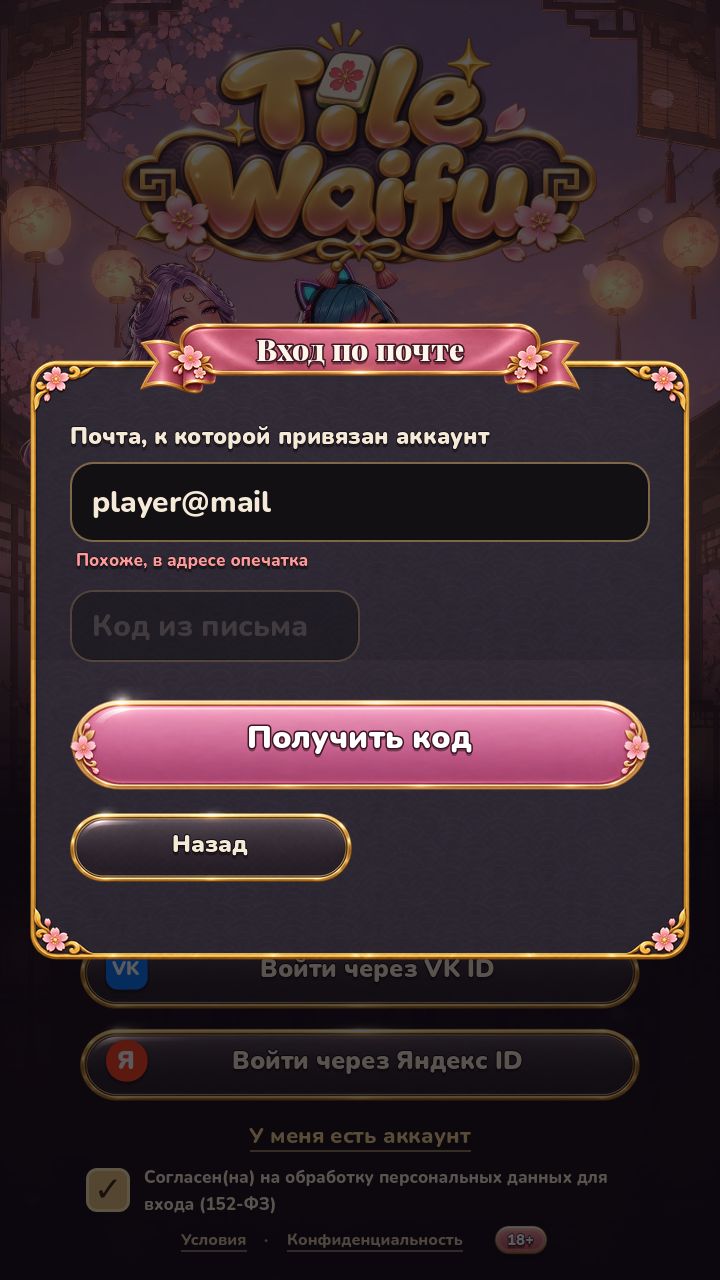 Tile
Waifu
Вход по почте
Почта, к которой привязан аккаунт
player@mail
Похоже, в адресе опечатка
Код из письма
Получить код
Назад
VK
Войти через VK ID
Я
Войти через Яндекс ID
У меня есть аккаунт
✓
Согласен(на) на обработку персональных данных для
входа (152-ФЗ)
Условия · Конфиденциальность 18+